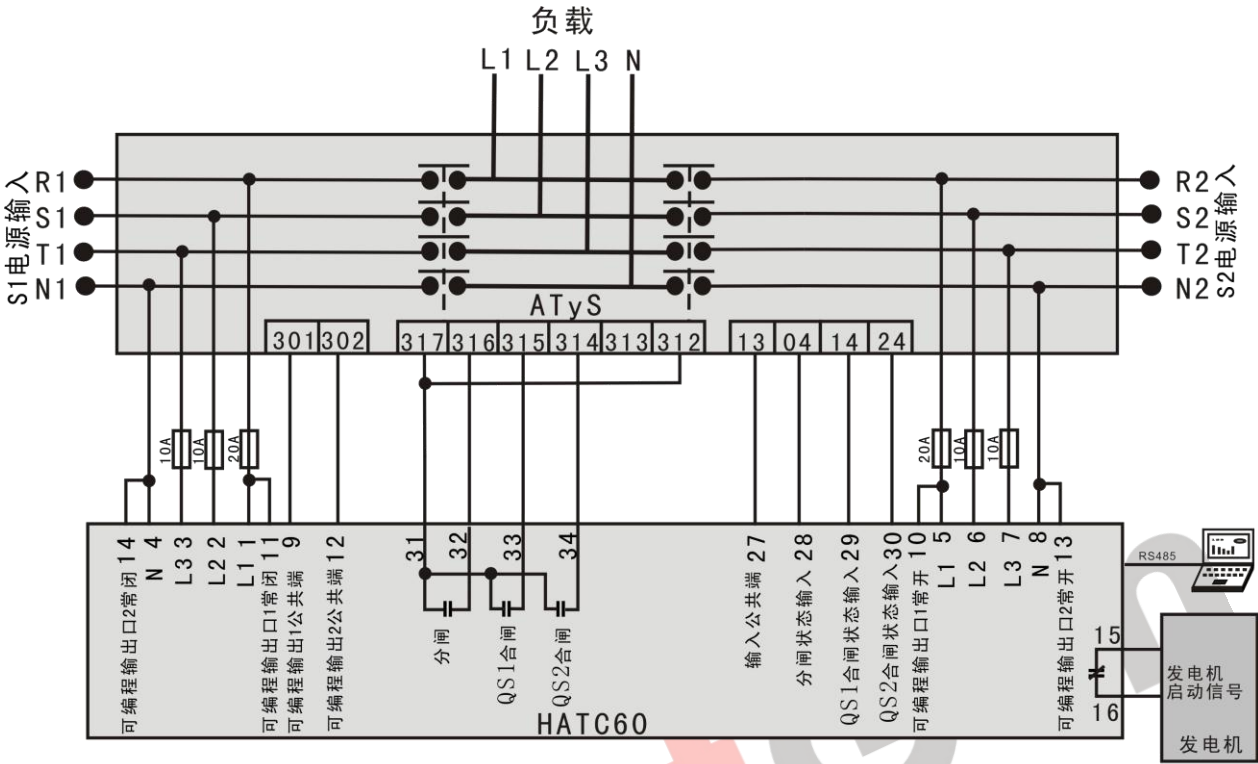 负载
L1 L2 L3 N
S1电源输入
R1
S1
T1
N1
R2
S2
T2
N2
S2电源输入
ATyS
301 302 317 316 315 314 313 312 13 04 14 24
10A 10A 20A
20A 10A 10A
可编程输出口2常闭 14
N 4
L3 3
L2 2
L1 1
可编程输出口1常闭 11
可编程输出1公共端 9
可编程输出2公共端 12
31
32
33
34
分闸
QS1合闸
QS2合闸
输入公共端 27
分闸状态输入 28
QS1合闸状态输入 29
QS2合闸状态输入 30
可编程输出口1常开 10
L1 5
L2 6
L3 7
N 8
可编程输出口2常开 13
HATC60
RS485
15
16
发电机
启动信号
发电机